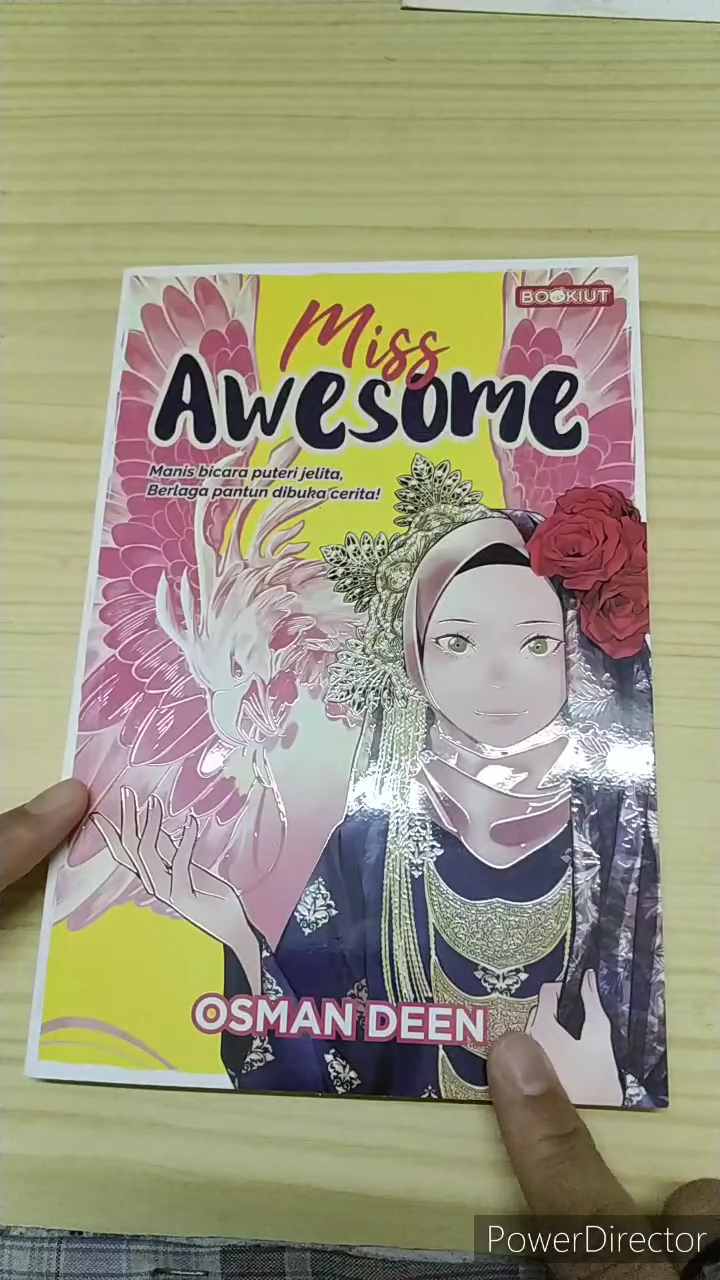 BOOKIUT
Miss
Awesome
Manis bicara puteri jelita,
Berlaga pantun dibuka cerita!
OSMAN DEEN
PowerDirector